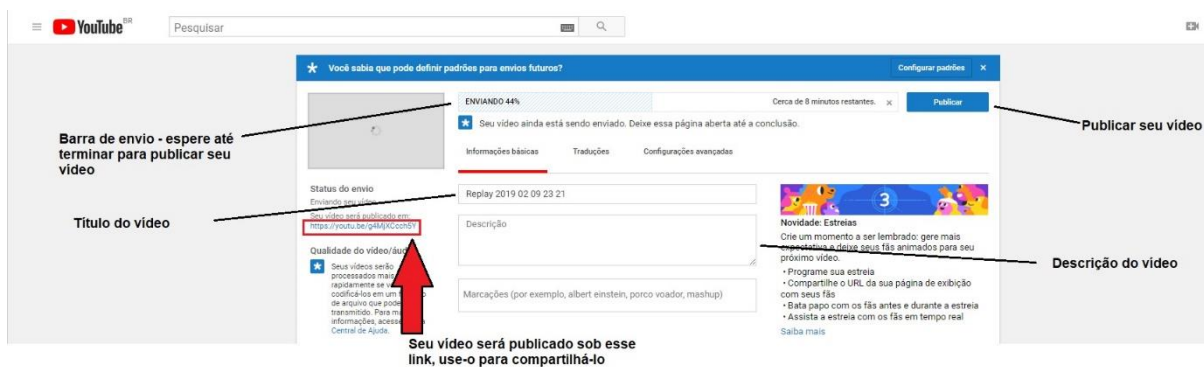 YouTube BR
Pesquisar
Você sabia que pode definir padrões para envios futuros?
Configurar padrões x
ENVIANDO 44%
Cerca de 8 minutos restantes. x
Publicar
Seu vídeo ainda está sendo enviado. Deixe essa página aberta até a conclusão.
Informações básicas
Traduções
Configurações avançadas
Barra de envio - espere até
terminar para publicar seu
video
Publicar seu vídeo
Status do envio
Enviando seu vídeo
Seu vídeo será publicado em:
https://youtu.be/g4MjXCcch5Y
Título do vídeo
Replay 2019 02 09 23 21
Descrição
Qualidade do vídeo/áu
Seus vídeos serão
processados mais
rapidamente se v
codificá-los em um f o
de arquivo que pode
transmitido. Para m
informações, acesse a
Central de Ajuda.
Marcações (por exemplo, albert einstein, porco voador, mashup)
3
Novidade: Estreias
Crie um momento a ser lembrado: gere mais
expectativa e deixe seus fãs animados para seu
próximo vídeo.
• Programe sua estreia
• Compartilhe o URL da sua página de exibição
com seus fãs
• Bata papo com os fãs antes e durante a estreia
• Assista a estreia com os fãs em tempo real
Saiba mais
Descrição do video
Seu vídeo será publicado sob esse
link, use-o para compartilhá-lo